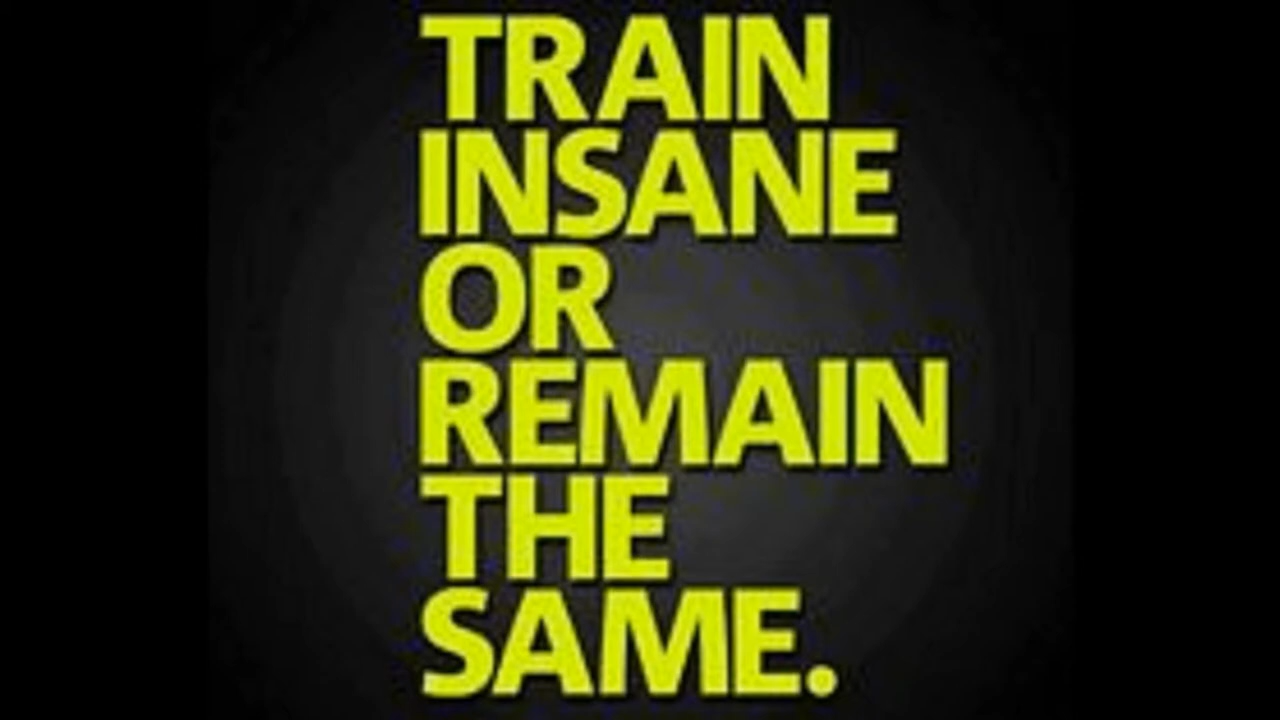 TRAIN
INSANE
OR
REMAIN
THE
SAME.